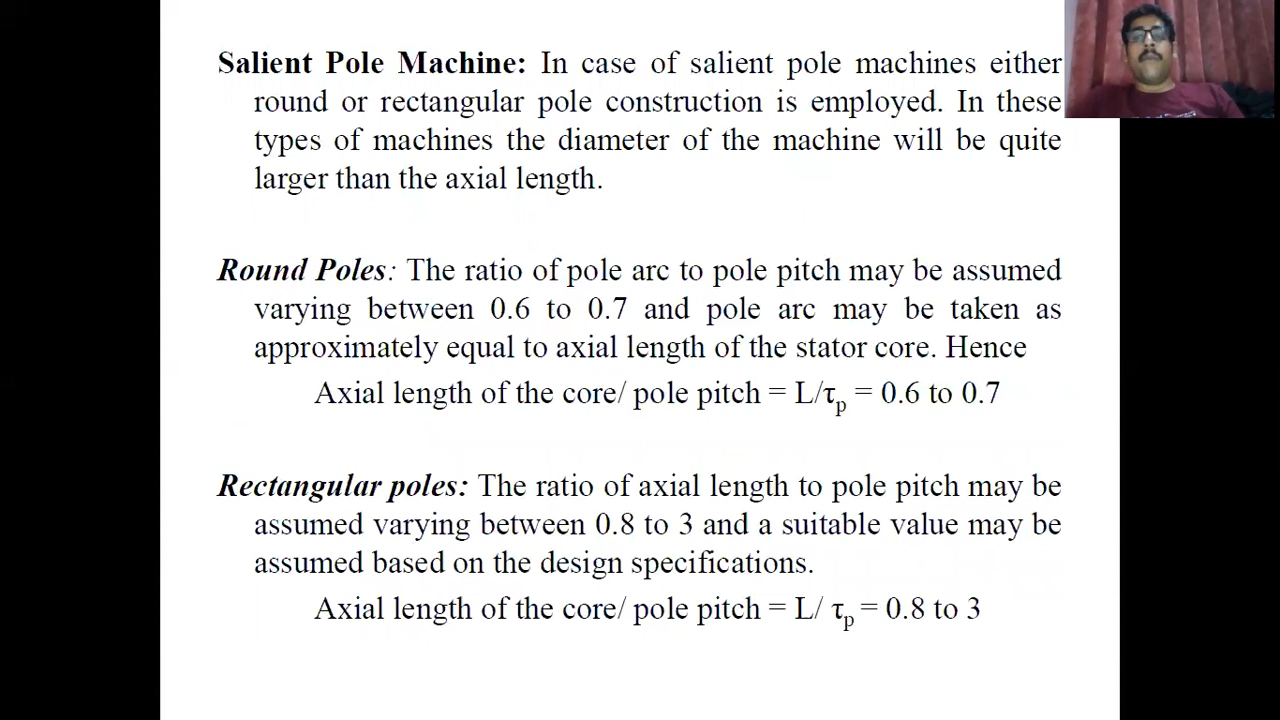 Salient Pole Machine: In case of salient pole machines either
round or rectangular pole construction is employed. In these
types of machines the diameter of the machine will be quite
larger than the axial length.
Round Poles: The ratio of pole arc to pole pitch may be assumed
varying between 0.6 to 0.7 and pole arc may be taken as
approximately equal to axial length of the stator core. Hence
Axial length of the core/ pole pitch = L/τp = 0.6 to 0.7
Rectangular poles: The ratio of axial length to pole pitch may be
assumed varying between 0.8 to 3 and a suitable value may be
assumed based on the design specifications.
Axial length of the core/ pole pitch = L/ τp = 0.8 to 3